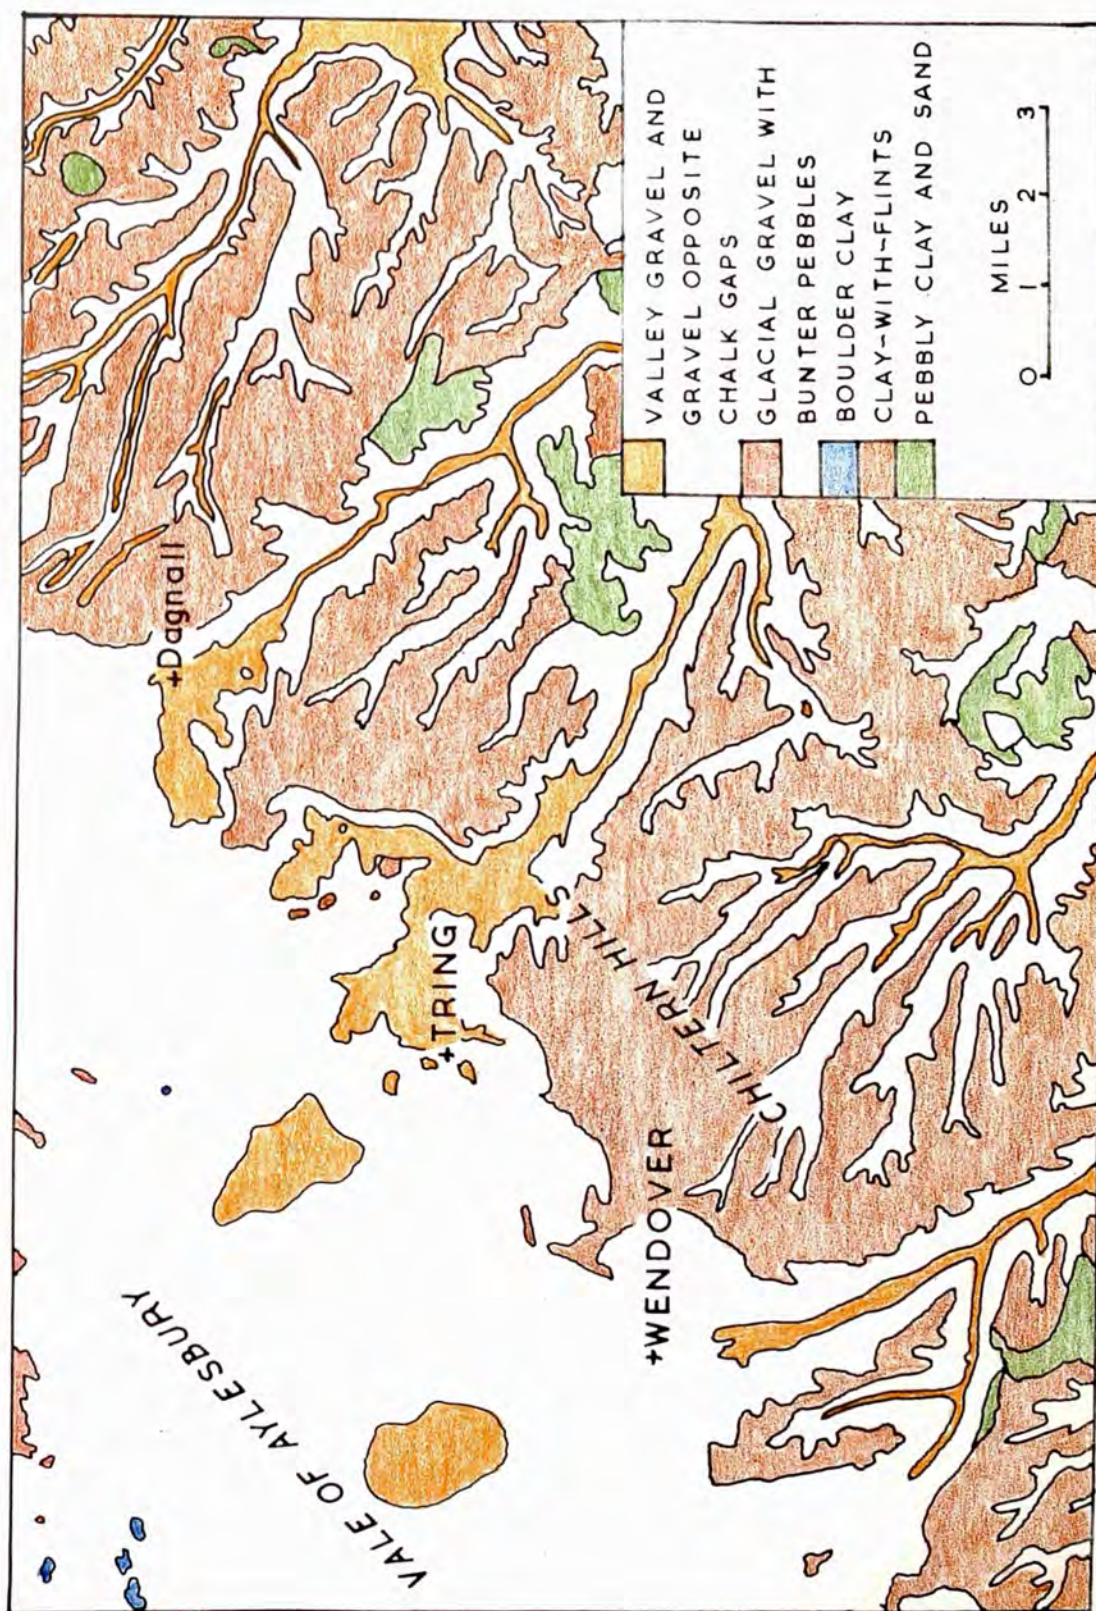 +Dagnall
+TRING
CHILTERN HILLS
+WENDOVER
VALE OF AYLESBURY
VALLEY GRAVEL AND
GRAVEL OPPOSITE
CHALK GAPS
GLACIAL GRAVEL WITH
BUNTER PEBBLES
BOULDER CLAY
CLAY-WITH-FLINTS
PEBBLY CLAY AND SAND
MILES
0 1 2 3